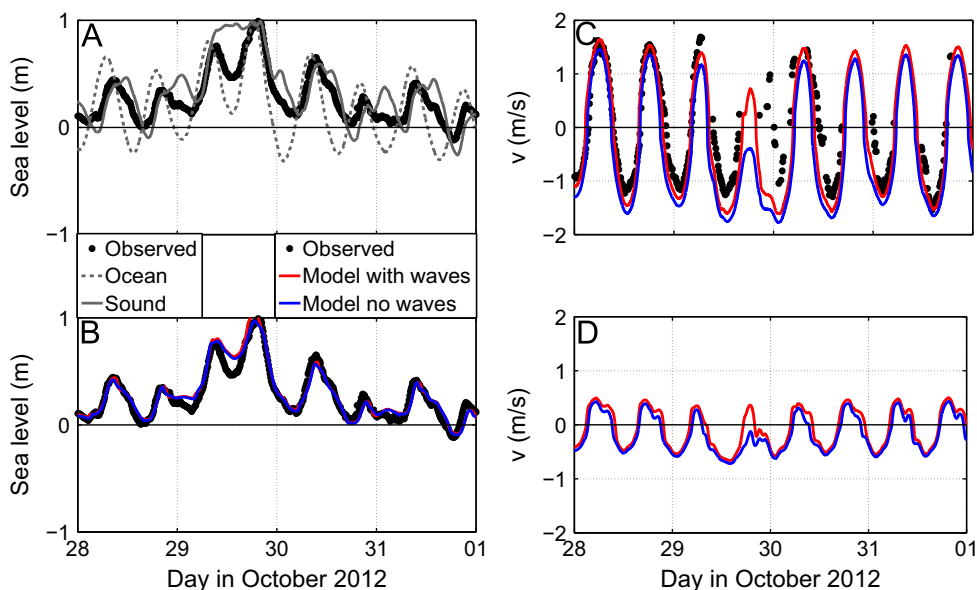 A
Sea level (m)
1
0
−1
Observed
Ocean
Sound
Observed
Model with waves
Model no waves
B
Sea level (m)
1
0
−1
28
29
30
31
01
Day in October 2012
C
v (m/s)
2
1
0
−1
−2
D
v (m/s)
2
1
0
−1
−2
28
29
30
31
01
Day in October 2012